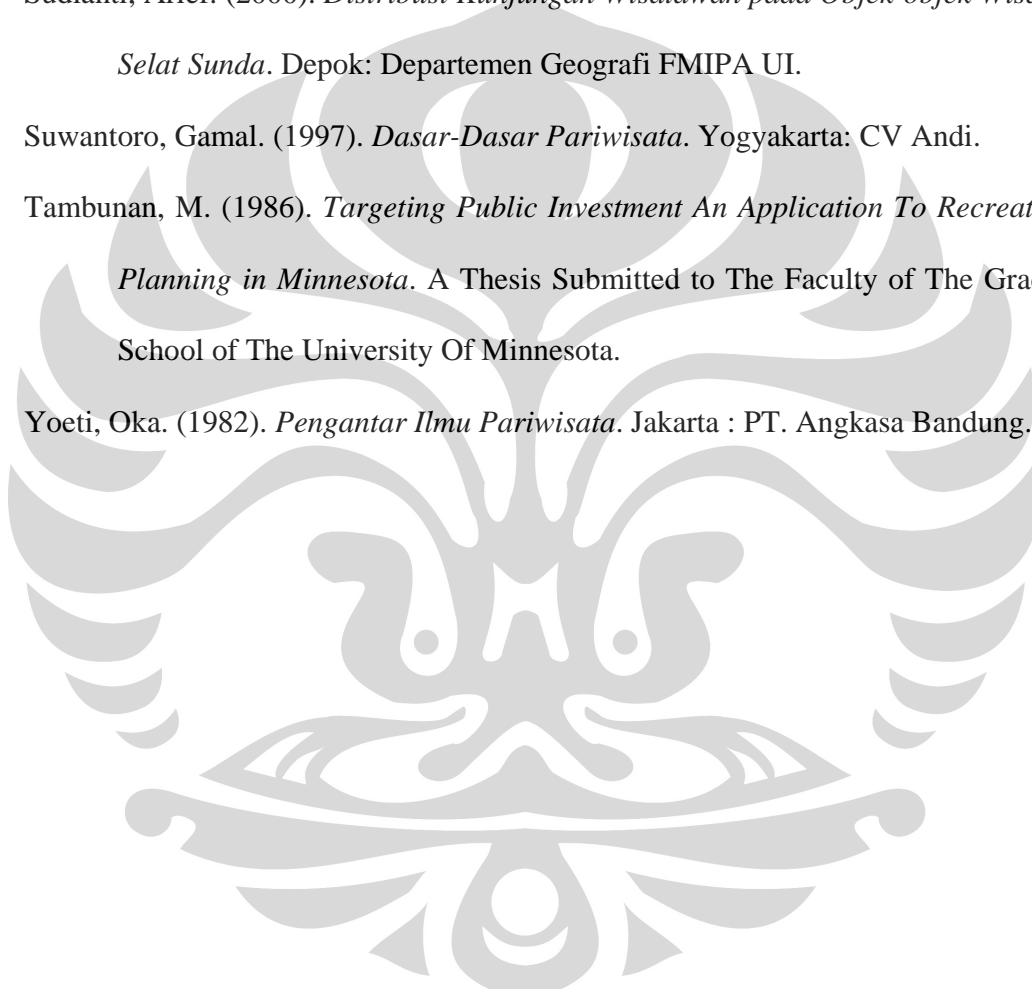 Selat Sunda. Depok: Departemen Geografi FMIPA UI.
Suwantoro, Gamal. (1997). Dasar-Dasar Pariwisata. Yogyakarta: CV Andi.
Tambunan, M. (1986). Targeting Public Investment An Application To
Planning in Minnesota. A Thesis Submitted to The Faculty of The
School of The University Of Minnesota.
Yoeti, Oka. (1982). Pengantar Ilmu Pariwisata. Jakarta : PT. Angkasa Bandung.